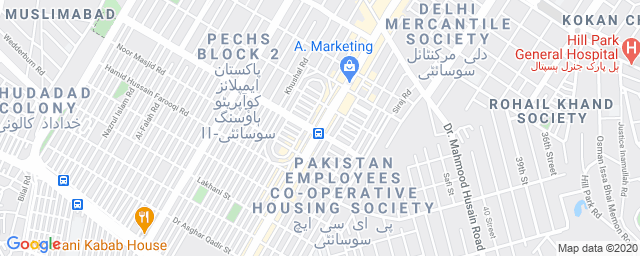 MUSLIMABAD
Wedderburn Rd
Noor Masjid Rd
Hamid Hussain Farooqi Rd
HUDADAD
COLONY
خداداد کالونی
Nazrul Islam Rd
Al-Falah Rd
Bilal Rd
PECHS
BLOCK 2
پاکستان
ایمپلائز
کواپریٹو
ہاؤسنگ
سوسائٹی-II
Khushal Rd
A. Marketing
DELHI
MERCANTILE
SOCIETY
دلی مرکنٹائل
سوسائٹی
Siraj Rd
KOKAN CH
Hill Park
General Hospital
ہل پارک جنرل ہسپتال
ROHAIL KHAND
SOCIETY
Dr. Mahmood Husain Road
36th Street
39th St
40 Street
Safi St
Hill Park Rd
Osman Issa Bhai Memon Rd
Justice Inamullah Rd
PAKISTAN
EMPLOYEES
CO-OPERATIVE
HOUSING SOCIETY
پی ای سی ایچ
سوسائٹی
Lakhani St
Dr Asghar Qadir St
ani Kabab House
Google
Map data ©2020